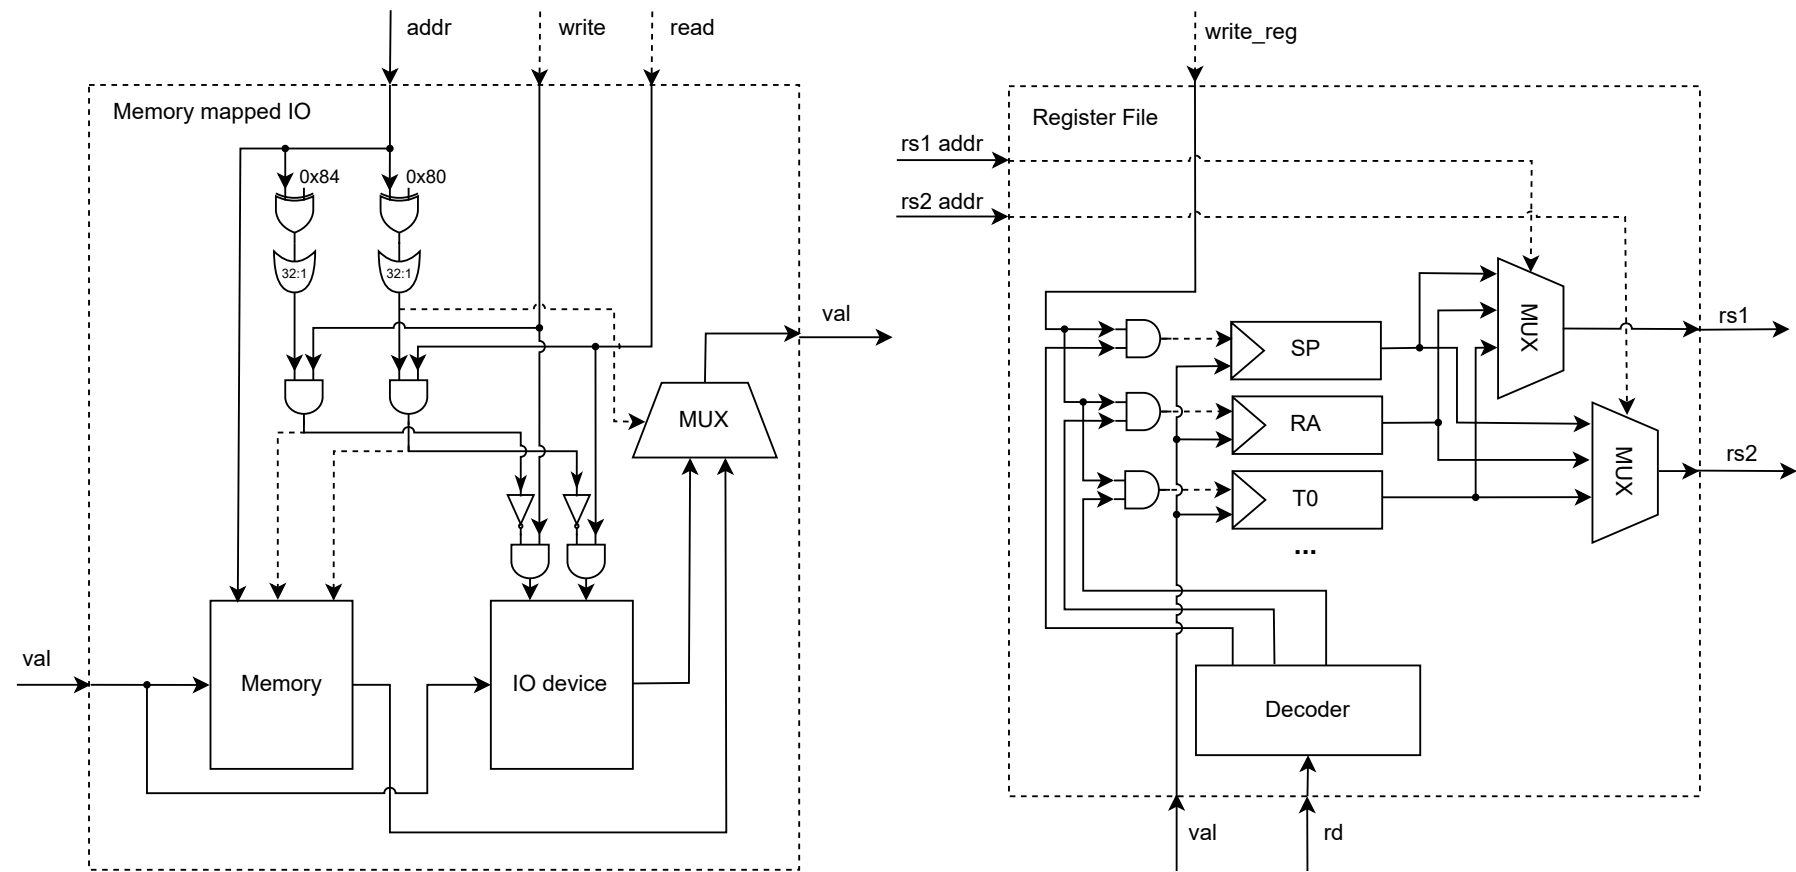 addr
write
read
Memory mapped IO
0x84
0x80
32:1
32:1
MUX
val
val
Memory
IO device
write_reg
Register File
rs1 addr
rs2 addr
MUX
rs1
SP
RA
MUX
rs2
T0
...
Decoder
val
rd